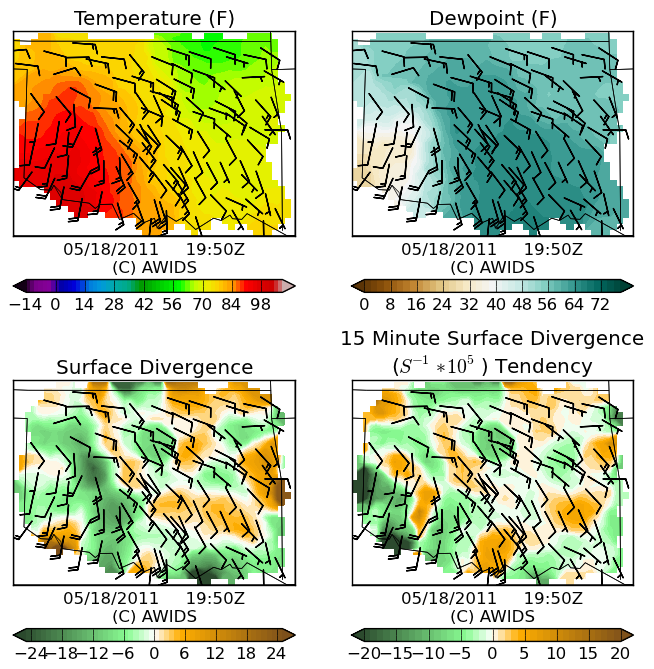 Temperature (F)
Dewpoint (F)
05/18/2011 19:50Z
(C) AWIDS
05/18/2011 19:50Z
(C) AWIDS
−14 0 14 28 42 56 70 84 98
0 8 16 24 32 40 48 56 64 72
Surface Divergence
15 Minute Surface Divergence
(S⁻¹ *10⁵ ) Tendency
05/18/2011 19:50Z
(C) AWIDS
05/18/2011 19:50Z
(C) AWIDS
−24 −18 −12 −6 0 6 12 18 24
−20 −15 −10 −5 0 5 10 15 20